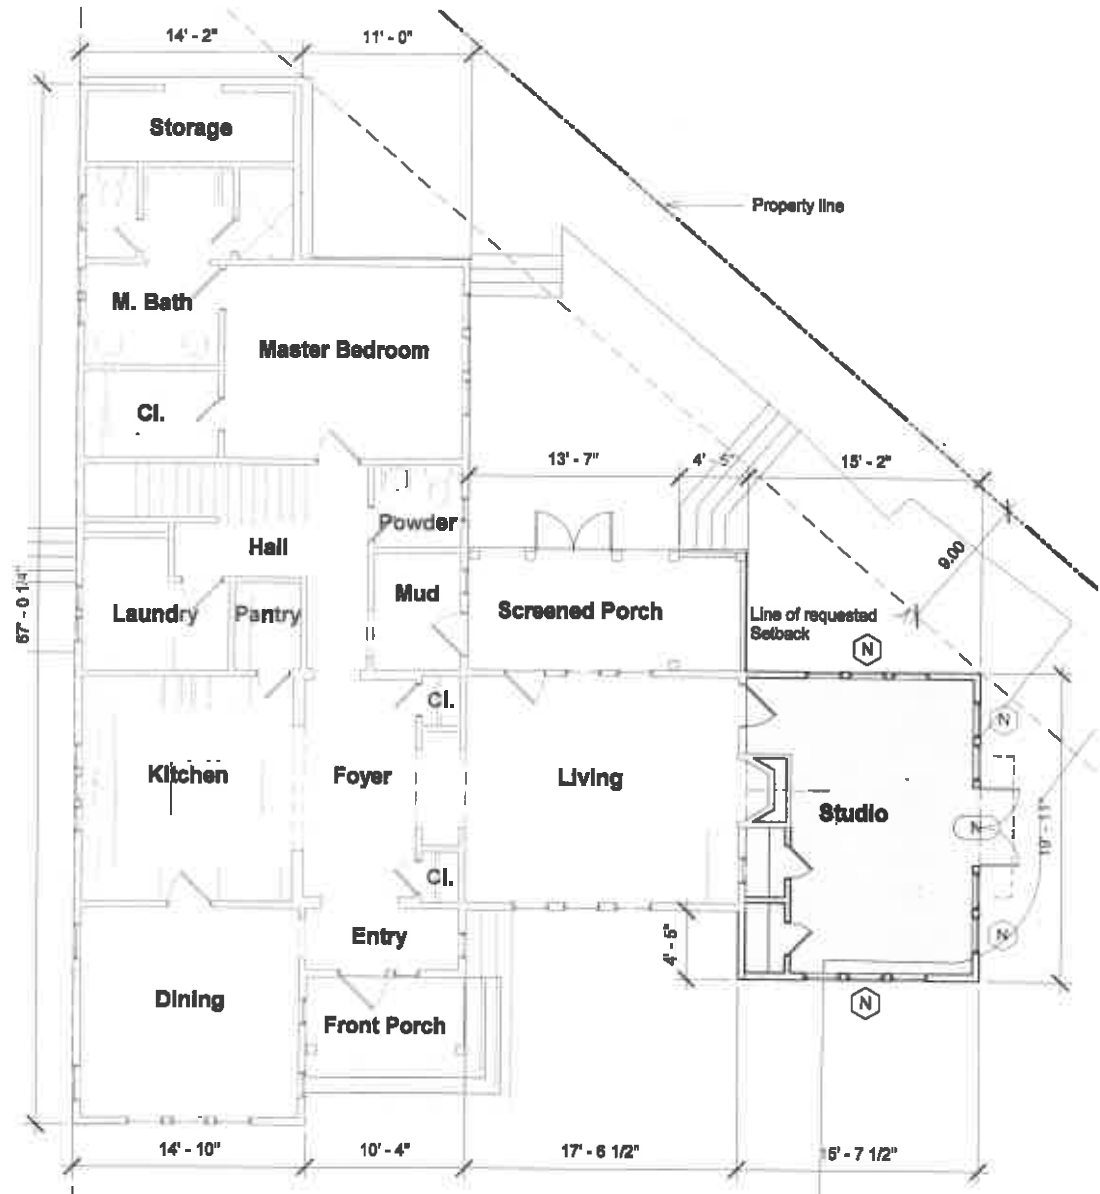 14' - 2"
11' - 0"
Storage
Property line
M. Bath
Master Bedroom
Cl.
13' - 7"
4' - 5"
15' - 2"
Powder
Hall
9.00
67' - 0 1/4"
Mud
Laundry
Pantry
Screened Porch
Line of requested
Setback
N
Cl.
N
Kitchen
Foyer
Living
Studio
N
19' - 11"
Cl.
Entry
4' - 5"
N
Dining
Front Porch
N
14' - 10"
10' - 4"
17' - 6 1/2"
15' - 7 1/2"